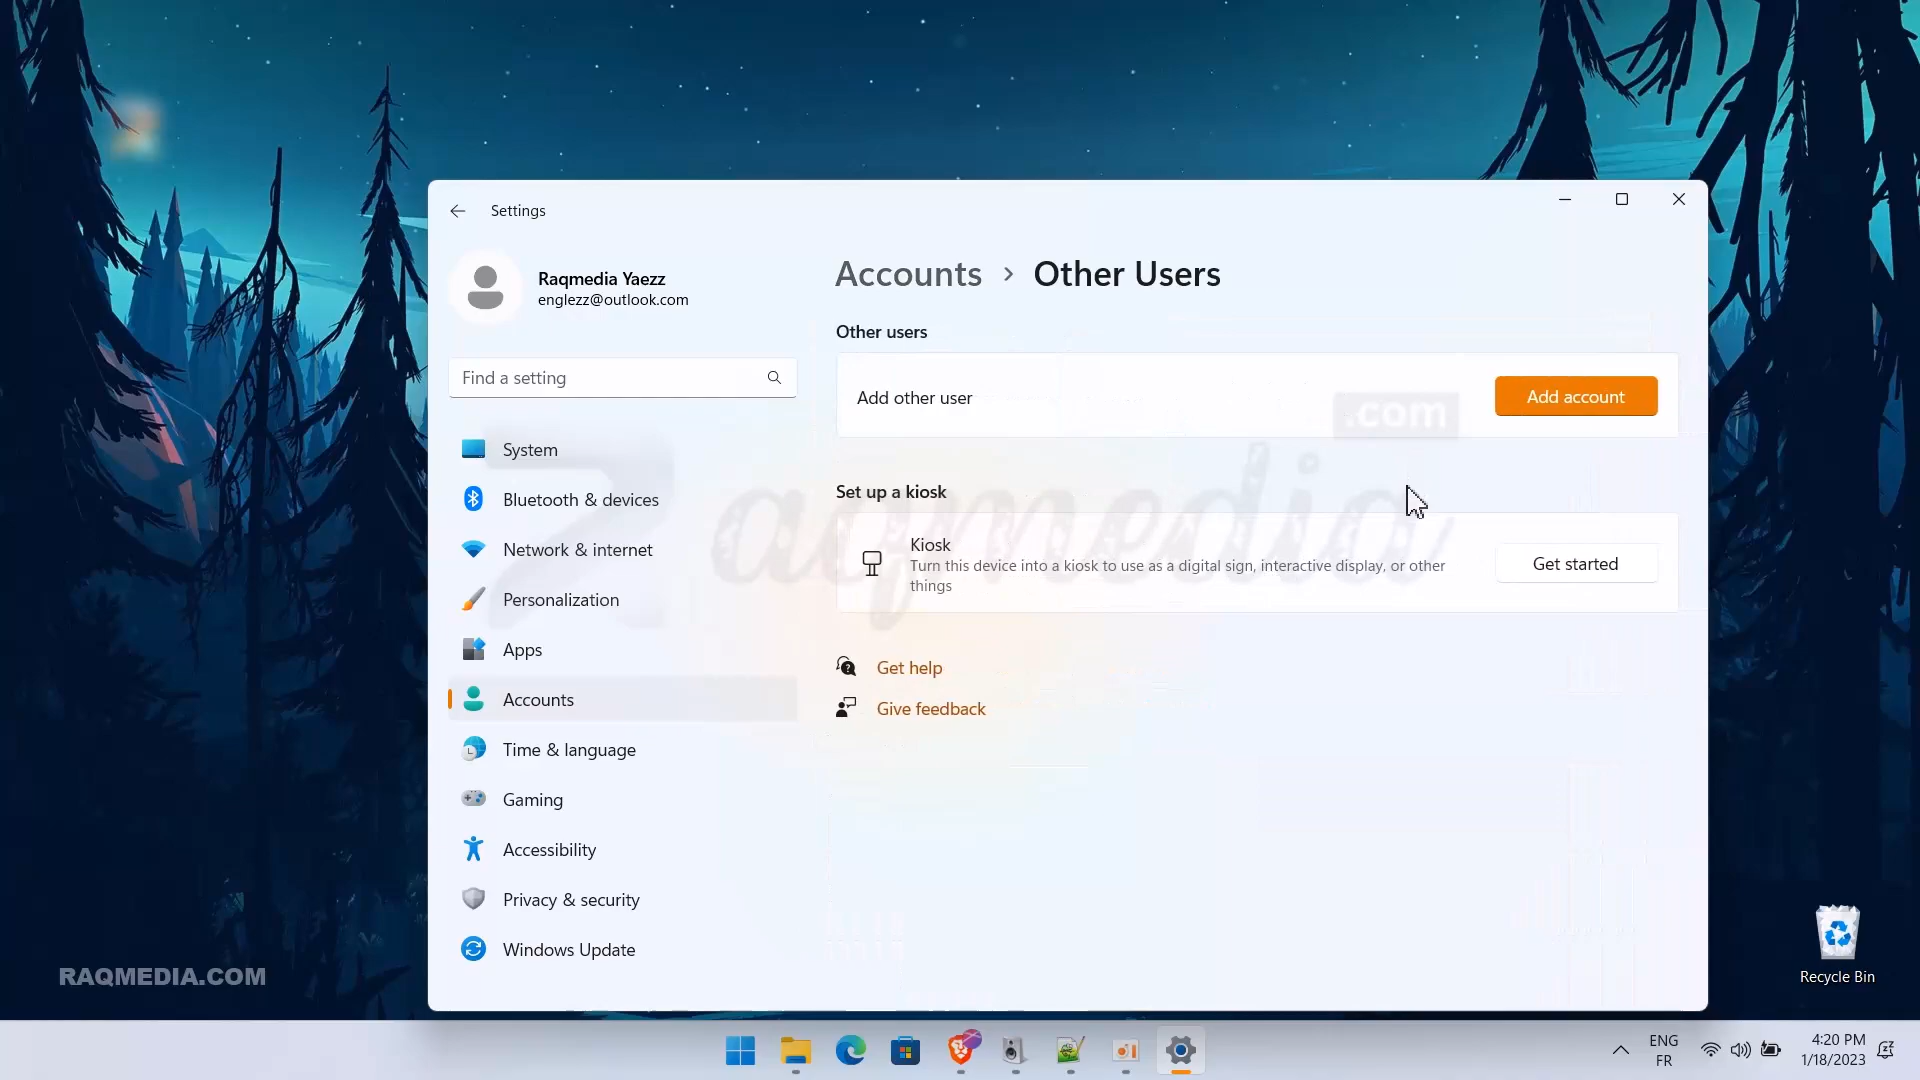 Settings
Raqmedia Yaezz
englezz@outlook.com
Find a setting
System
Bluetooth & devices
Network & internet
Personalization
Apps
Accounts
Time & language
Gaming
Accessibility
Privacy & security
Windows Update
Accounts > Other Users
Other users
Add other user
Add account
.com
Raqmedia
Set up a kiosk
Kiosk
Turn this device into a kiosk to use as a digital sign, interactive display, or other
things
Get started
Get help
Give feedback
RAQMEDIA.COM
Recycle Bin
ENG
FR
4:20 PM
1/18/2023